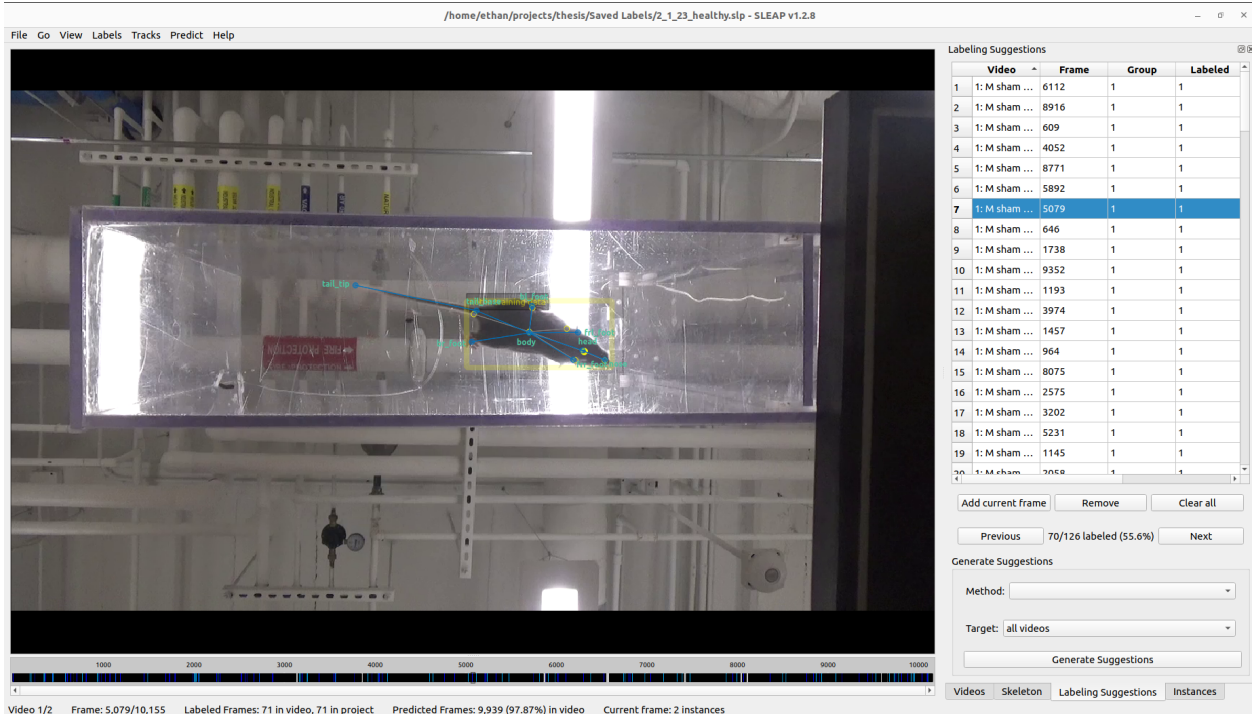 /home/ethan/projects/thesis/Saved Labels/2_1_23_healthy.slp - SLEAP v1.2.8
File Go View Labels Tracks Predict Help
Labeling Suggestions
Video Frame Group Labeled
1 1: M sham ... 6112 1 1
2 1: M sham ... 8916 1 1
3 1: M sham ... 609 1 1
4 1: M sham ... 4052 1 1
5 1: M sham ... 8771 1 1
6 1: M sham ... 5892 1 1
7 1: M sham ... 5079 1 1
8 1: M sham ... 646 1 1
9 1: M sham ... 1738 1 1
10 1: M sham ... 9352 1 1
11 1: M sham ... 1193 1 1
12 1: M sham ... 3974 1 1
13 1: M sham ... 1457 1 1
14 1: M sham ... 964 1 1
15 1: M sham ... 8075 1 1
16 1: M sham ... 2575 1 1
17 1: M sham ... 3202 1 1
18 1: M sham ... 5231 1 1
19 1: M sham ... 1145 1 1
20 1: M sham 2058 1 1
tail_tip
body
head
FIRE PROTECTION
Add current frame Remove Clear all
Previous 70/126 labeled (55.6%) Next
Generate Suggestions
Method:
Target: all videos
Generate Suggestions
Videos Skeleton Labeling Suggestions Instances
1000 2000 3000 4000 5000 6000 7000 8000 9000 10000
Video 1/2 Frame: 5,079/10,155 Labeled Frames: 71 in video, 71 in project Predicted Frames: 9,939 (97.87%) in video Current frame: 2 instances